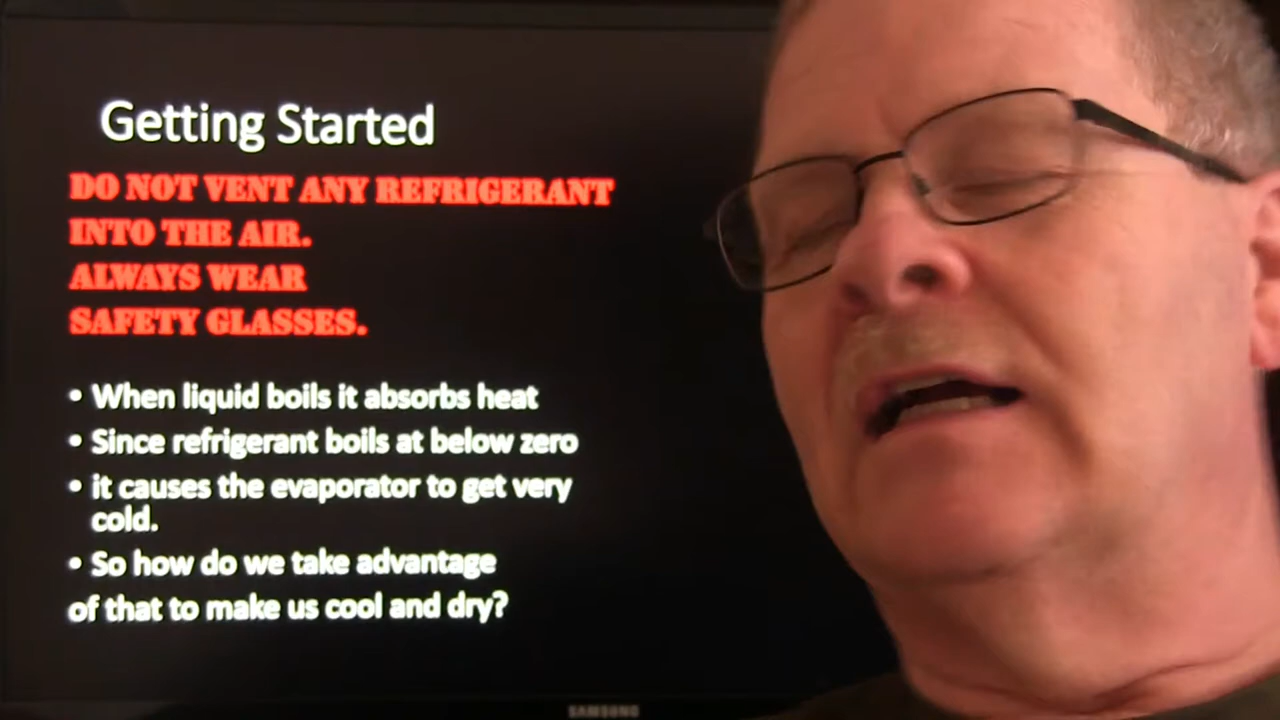 Getting Started
DO NOT VENT ANY REFRIGERANT
INTO THE AIR.
ALWAYS WEAR
SAFETY GLASSES.
• When liquid boils it absorbs heat
• Since refrigerant boils at below zero
• it causes the evaporator to get very
cold.
• So how do we take advantage
of that to make us cool and dry?
SAMSUNG